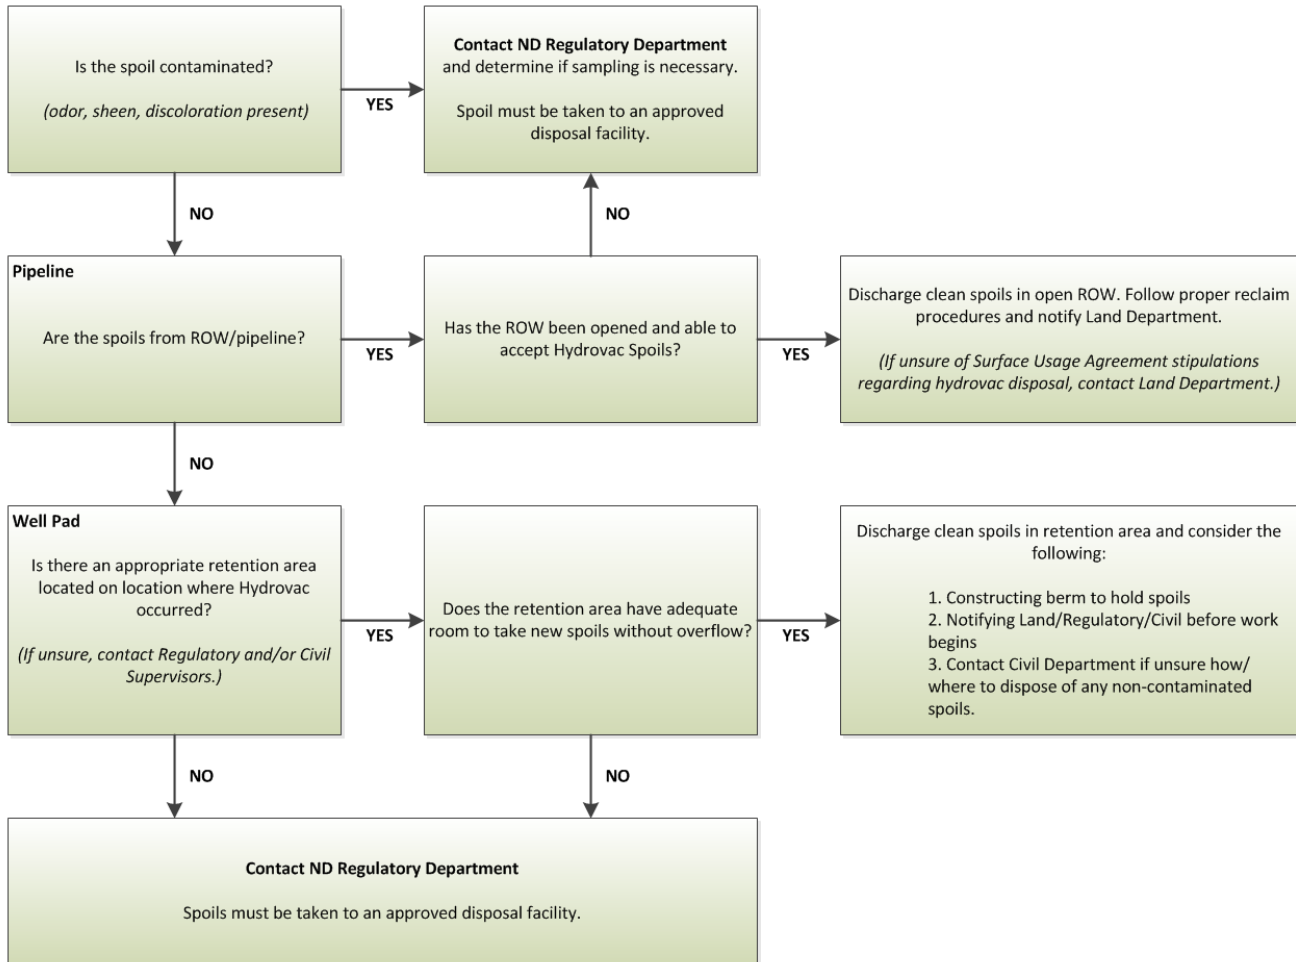 Is the spoil contaminated?
(odor, sheen, discoloration present)
YES
Contact ND Regulatory Department
and determine if sampling is necessary.
Spoil must be taken to an approved
disposal facility.
NO
NO
Pipeline
Are the spoils from ROW/pipeline?
YES
Has the ROW been opened and able to
accept Hydrovac Spoils?
YES
Discharge clean spoils in open ROW. Follow proper reclaim
procedures and notify Land Department.
(If unsure of Surface Usage Agreement stipulations
regarding hydrovac disposal, contact Land Department.)
NO
Well Pad
Is there an appropriate retention area
located on location where Hydrovac
occurred?
(If unsure, contact Regulatory and/or Civil
Supervisors.)
YES
Does the retention area have adequate
room to take new spoils without overflow?
YES
Discharge clean spoils in retention area and consider the
following:
1. Constructing berm to hold spoils
2. Notifying Land/Regulatory/Civil before work
begins
3. Contact Civil Department if unsure how/
where to dispose of any non-contaminated
spoils.
NO
NO
Contact ND Regulatory Department
Spoils must be taken to an approved disposal facility.